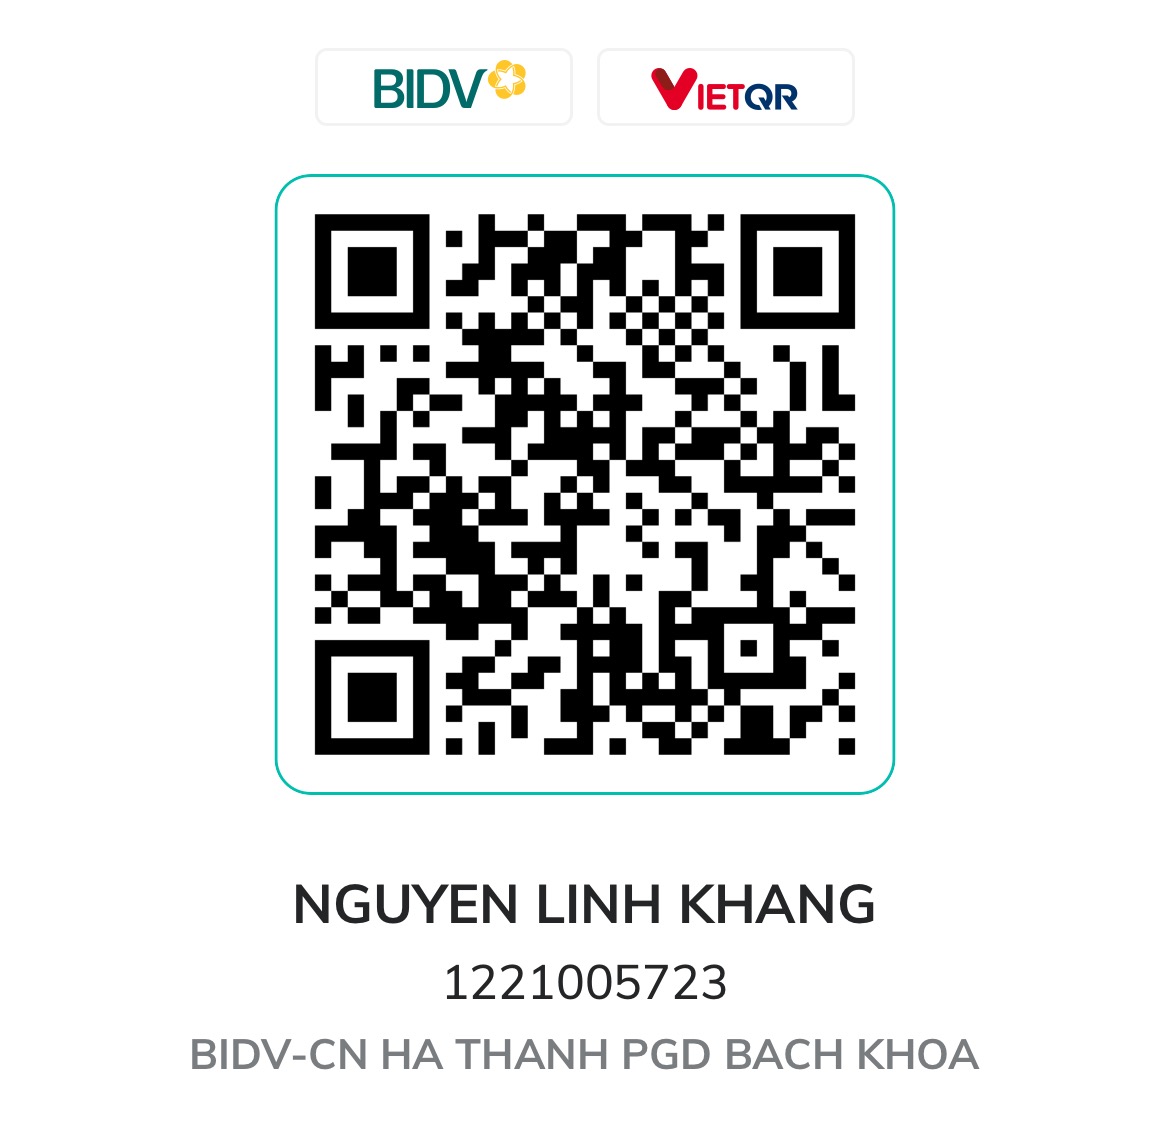 BIDV
VIETQR
NGUYEN LINH KHANG
1221005723
BIDV-CN HA THANH PGD BACH KHOA